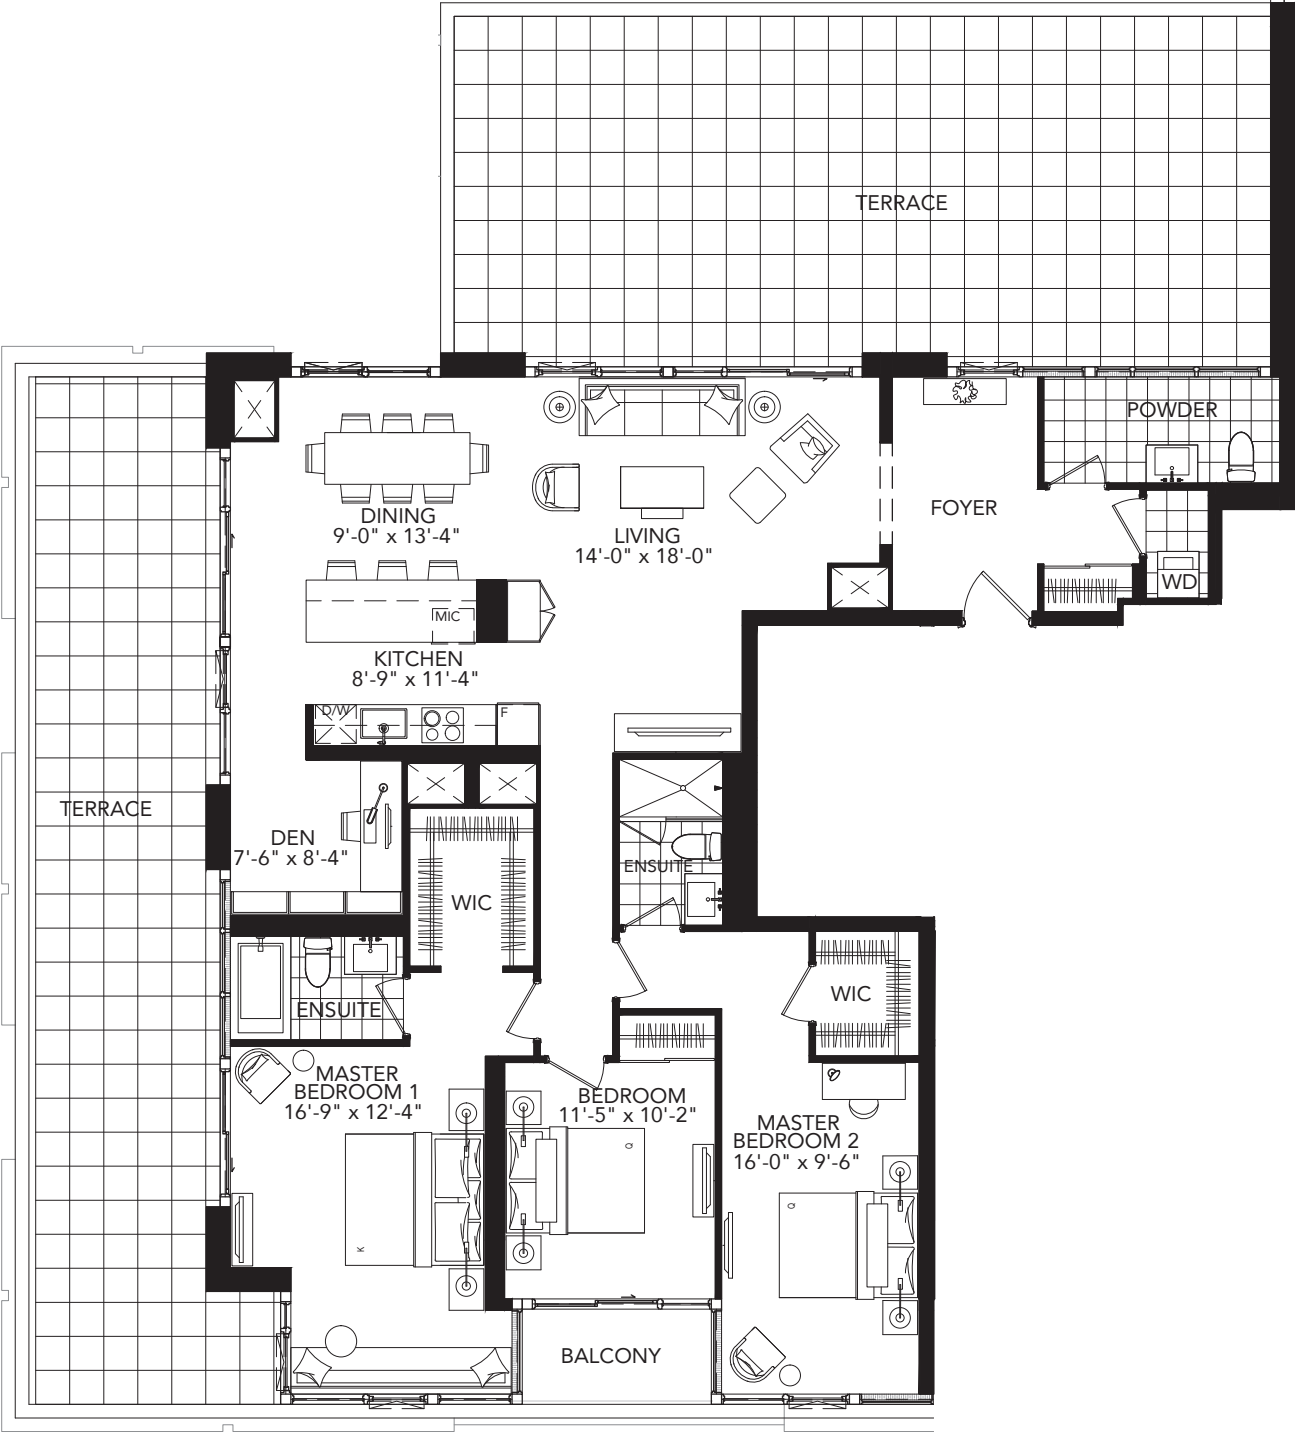 TERRACE
POWDER
DINING
9'-0" x 13'-4"
FOYER
LIVING
14'-0" x 18'-0"
WD
MIC
KITCHEN
8'-9" x 11'-4"
D/W
F
TERRACE
DEN
7'-6" x 8'-4"
ENSUITE
WIC
WIC
ENSUITE
MASTER
BEDROOM 1
16'-9" x 12'-4"
BEDROOM
11'-5" x 10'-2"
MASTER
BEDROOM 2
16'-0" x 9'-6"
Q
Q
K
BALCONY